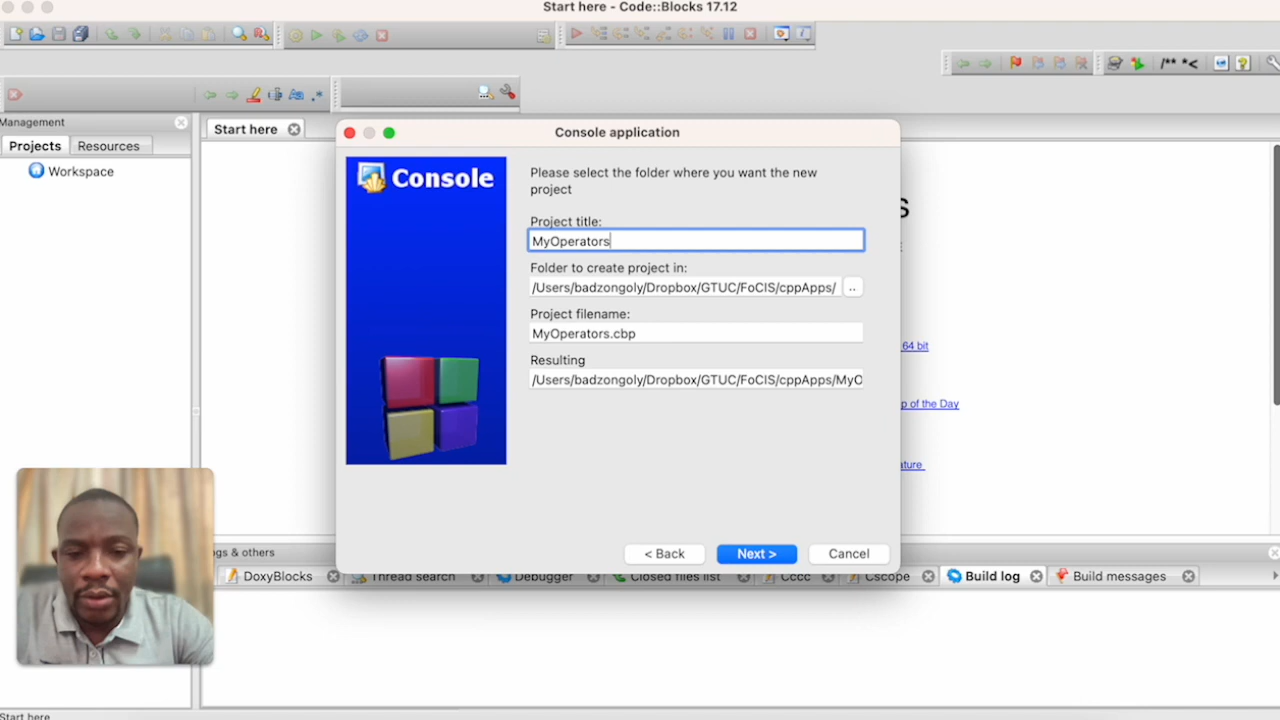 Start here - Code::Blocks 17.12
/** *<
Management
Projects
Resources
Workspace
Start here
Console application
Console
Please select the folder where you want the new
project
Project title:
MyOperators
Folder to create project in:
/Users/badzongoly/Dropbox/GTUC/FoCIS/cppApps/
..
Project filename:
MyOperators.cbp
Resulting
/Users/badzongoly/Dropbox/GTUC/FoCIS/cppApps/MyO
< Back
Next >
Cancel
s
64 bit
p of the Day
ature
gs & others
DoxyBlocks
Thread search
Debugger
Closed files list
Cccc
Cscope
Build log
Build messages
Start here